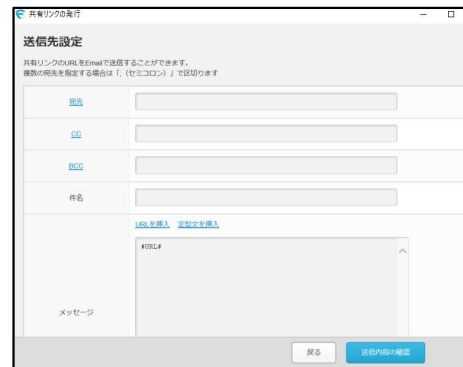 共有リンクの発行
送信先設定
共有リンクのURLをEmailで送信することができます。
複数の宛先を指定する場合は「;（セミコロン）」で区切ります
宛先
CC
BCC
件名
URLを挿入 定型文を挿入
#URL#
メッセージ
戻る 送信内容の確認